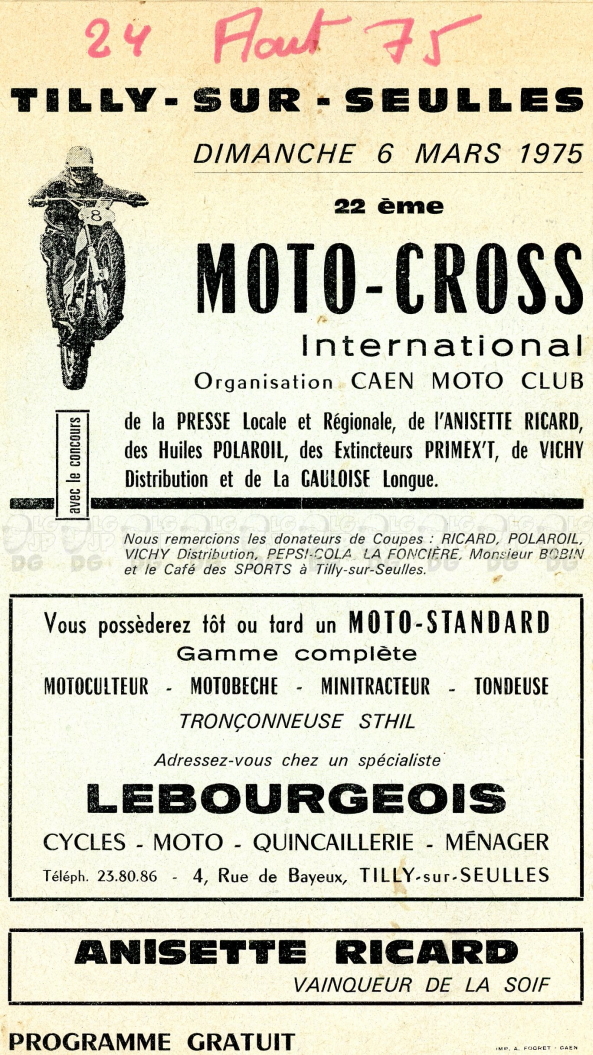 24 Aout 75
TILLY-SUR-SEULLES
DIMANCHE 6 MARS 1975
8
22 ème
MOTO-CROSS
International
Organisation CAEN MOTO CLUB
avec le concours
de la PRESSE Locale et Régionale, de l'ANISETTE RICARD,
des Huiles POLAROIL, des Extincteurs PRIMEX'T, de VICHY
Distribution et de La GAULOISE Longue.
Nous remercions les donateurs de Coupes : RICARD, POLAROIL,
VICHY Distribution, PEPSI-COLA, LA FONCIÈRE, Monsieur BOBIN
et le Café des SPORTS à Tilly-sur-Seulles.
Vous possèderez tôt ou tard un MOTO-STANDARD
Gamme complète
MOTOCULTEUR - MOTOBECHE - MINITRACTEUR - TONDEUSE
TRONÇONNEUSE STHIL
Adressez-vous chez un spécialiste
LEBOURGEOIS
CYCLES - MOTO - QUINCAILLERIE - MÉNAGER
Téléph. 23.80.86 - 4, Rue de Bayeux, TILLY-sur-SEULLES
ANISETTE RICARD
VAINQUEUR DE LA SOIF
PROGRAMME GRATUIT
IMP. A. FOORET - CAEN